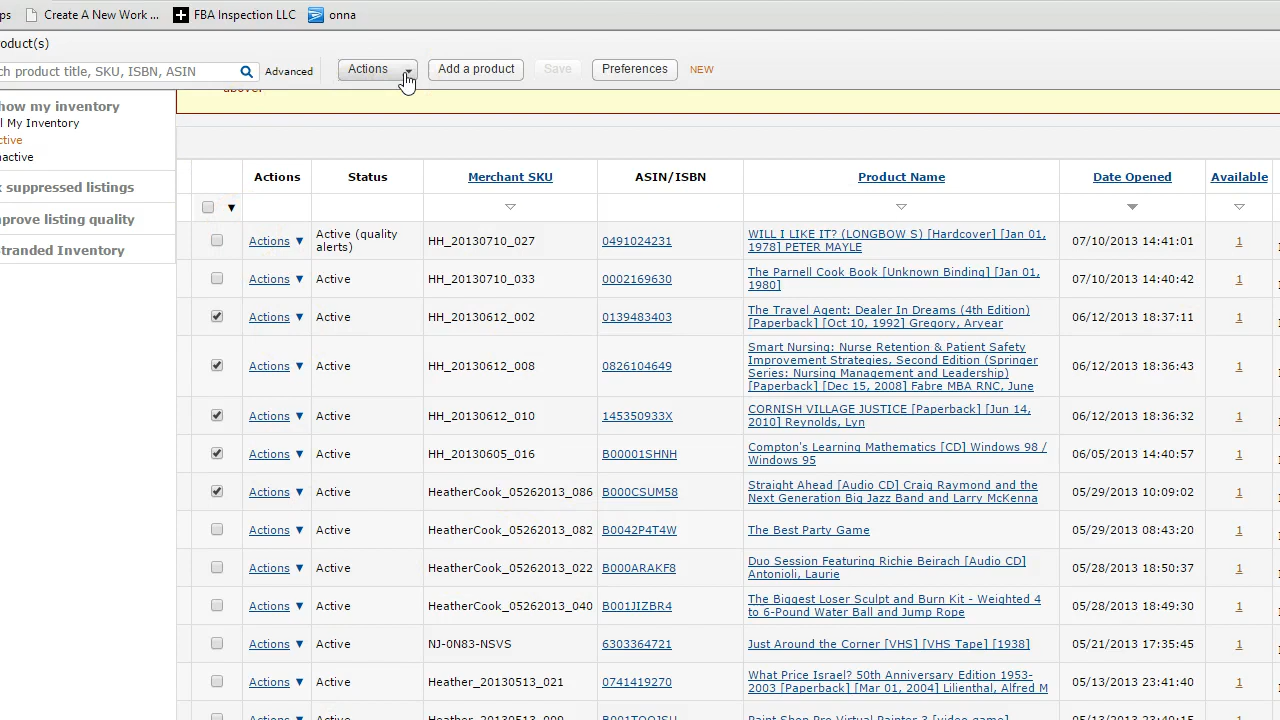 ps Create A New Work ... FBA Inspection LLC onna
oduct(s)
ch product title, SKU, ISBN, ASIN Advanced Actions Add a product Save Preferences NEW
above.
how my inventory
l My Inventory
ctive
nactive
x suppressed listings
mprove listing quality
tranded Inventory
Actions Status Merchant SKU ASIN/ISBN Product Name Date Opened Available
Actions ▼ Active (quality alerts) HH_20130710_027 0491024231 WILL I LIKE IT? (LONGBOW S) [Hardcover] [Jan 01, 07/10/2013 14:41:01 1
1978] PETER MAYLE
Actions ▼ Active HH_20130710_033 0002169630 The Parnell Cook Book [Unknown Binding] [Jan 01, 07/10/2013 14:40:42 1
1980]
Actions ▼ Active HH_20130612_002 0139483403 The Travel Agent: Dealer In Dreams (4th Edition) 06/12/2013 18:37:11 1
[Paperback] [Oct 10, 1992] Gregory, Aryear
Smart Nursing: Nurse Retention & Patient Safety
Improvement Strategies, Second Edition (Springer
Actions ▼ Active HH_20130612_008 0826104649 Series: Nursing Management and Leadership) 06/12/2013 18:36:43 1
[Paperback] [Dec 15, 2008] Fabre MBA RNC, June
Actions ▼ Active HH_20130612_010 145350933X CORNISH VILLAGE JUSTICE [Paperback] [Jun 14, 06/12/2013 18:36:32 1
2010] Reynolds, Lyn
Actions ▼ Active HH_20130605_016 B00001SHNH Compton's Learning Mathematics [CD] Windows 98 / 06/05/2013 14:40:57 1
Windows 95
Actions ▼ Active HeatherCook_05262013_086 B000CSUM58 Straight Ahead [Audio CD] Craig Raymond and the 05/29/2013 10:09:02 1
Next Generation Big Jazz Band and Larry McKenna
Actions ▼ Active HeatherCook_05262013_082 B0042P4T4W The Best Party Game 05/29/2013 08:43:20 1
Actions ▼ Active HeatherCook_05262013_022 B000ARAKF8 Duo Session Featuring Richie Beirach [Audio CD] 05/28/2013 18:50:37 1
Antonioli, Laurie
Actions ▼ Active HeatherCook_05262013_040 B001JIZBR4 The Biggest Loser Sculpt and Burn Kit - Weighted 4 05/28/2013 18:49:30 1
to 6-Pound Water Ball and Jump Rope
Actions ▼ Active NJ-0N83-NSVS 6303364721 Just Around the Corner [VHS] [VHS Tape] [1938] 05/21/2013 17:35:45 1
Actions ▼ Active Heather_20130513_021 0741419270 What Price Israel? 50th Anniversary Edition 1953- 05/13/2013 23:41:40 1
2003 [Paperback] [Mar 01, 2004] Lilienthal, Alfred M